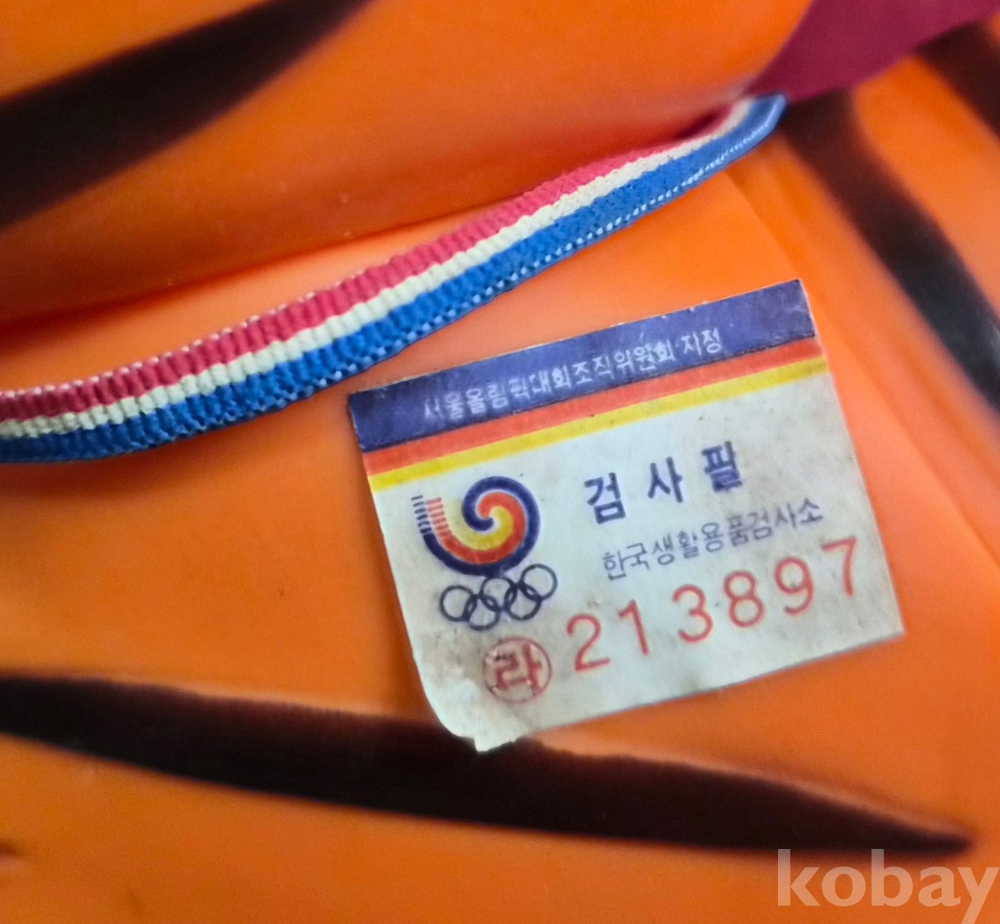 서울올림픽대회조직위원회 지정
검사필
한국생활용품검사소
라 213897
kobay